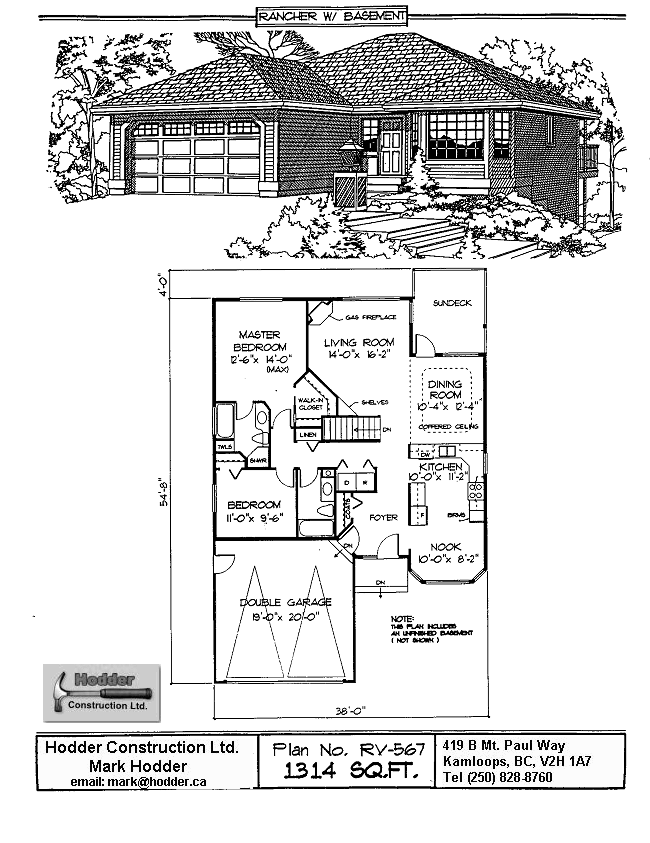 RANCHER W/ BASEMENT
4'-0"
SUNDECK
GAS FIREPLACE
MASTER
BEDROOM
12'-6" x 14'-0"
(MAX)
LIVING ROOM
14'-0" x 16'-2"
DINING
ROOM
10'-4" x 12'-4"
COFFERED CEILING
WALK-IN
CLOSET
SHELVES
LINEN
DN
TWLS
SHWR
DW
KITCHEN
10'-0" x 11'-2"
54'-8"
D
R
BEDROOM
11'-0" x 9'-6"
COATS
FOYER
F
BRMS
DN
NOOK
10'-0" x 8'-2"
DN
DOUBLE GARAGE
19'-0" x 20'-0"
NOTE:
THIS PLAN INCLUDES
AN UNFINISHED BASEMENT
( NOT SHOWN )
Hodder
Construction Ltd.
38'-0"
Hodder Construction Ltd.
Mark Hodder
email: mark@hodder.ca
Plan No. RV-567
1314 SQ.FT.
419 B Mt. Paul Way
Kamloops, BC, V2H 1A7
Tel (250) 828-8760